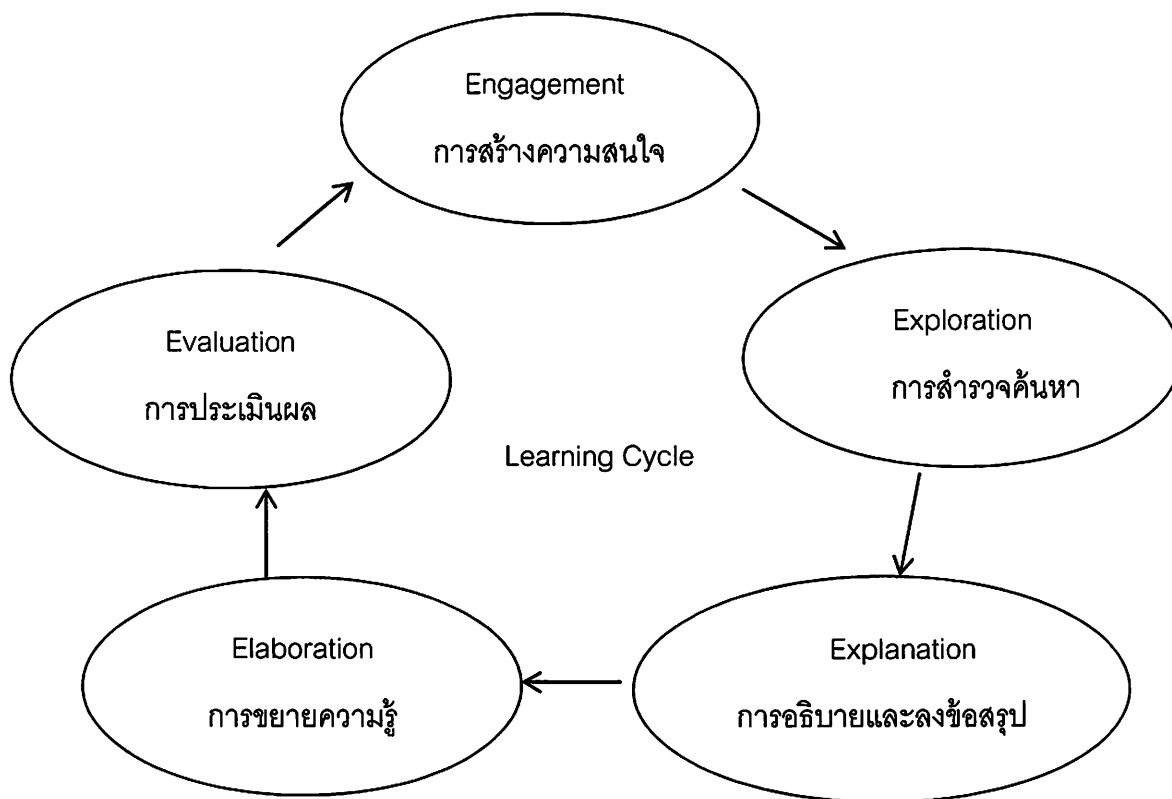 Engagement
การสร้างความสนใจ
Exploration
การสำรวจค้นหา
Explanation
การอธิบายและลงข้อสรุป
Elaboration
การขยายความรู้
Evaluation
การประเมินผล
Learning Cycle